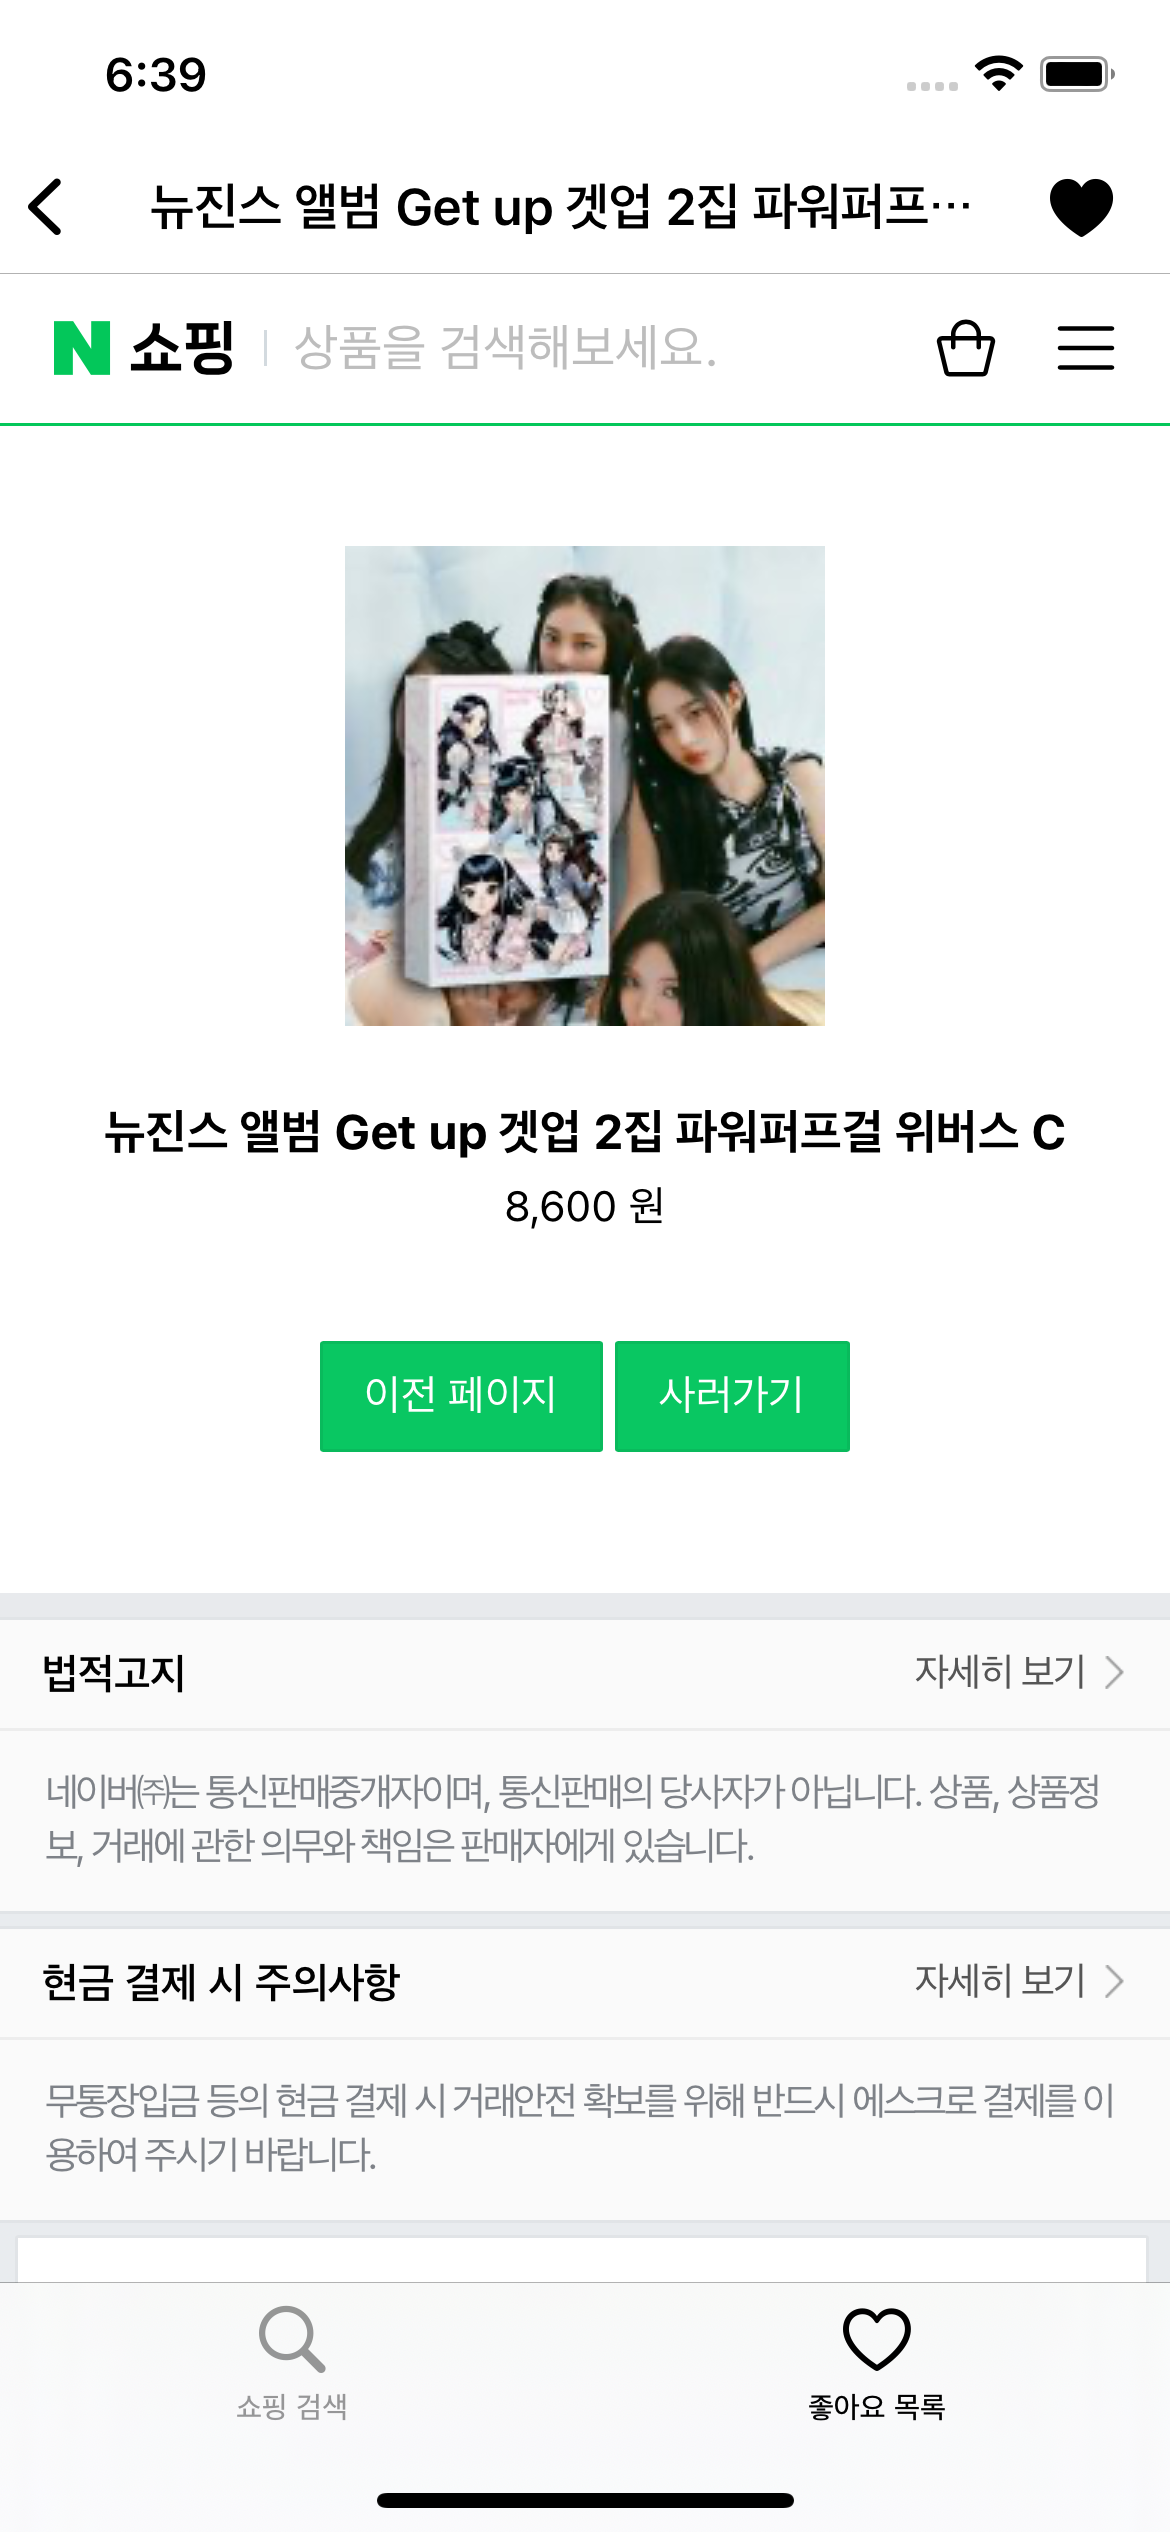 6:39
뉴진스 앨범 Get up 겟업 2집 파워퍼프…
N 쇼핑 상품을 검색해보세요.
뉴진스 앨범 Get up 겟업 2집 파워퍼프걸 위버스 C
8,600 원
이전 페이지 사러가기
법적고지 자세히 보기
네이버㈜는 통신판매중개자이며, 통신판매의 당사자가 아닙니다. 상품, 상품정
보, 거래에 관한 의무와 책임은 판매자에게 있습니다.
현금 결제 시 주의사항 자세히 보기
무통장입금 등의 현금 결제 시 거래안전 확보를 위해 반드시 에스크로 결제를 이
용하여 주시기 바랍니다.
쇼핑 검색 좋아요 목록